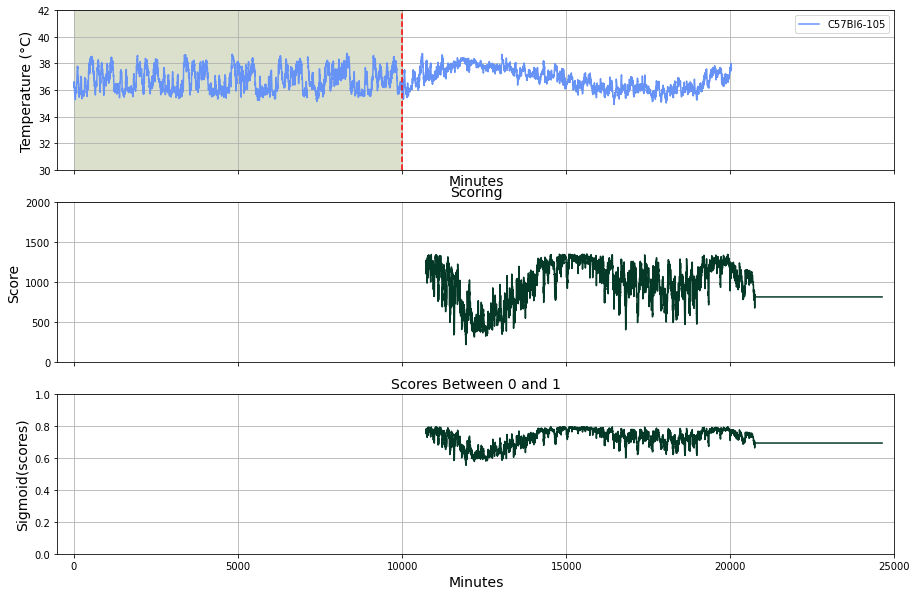 42
40
38
36
34
32
30
Temperature (°C)
C57Bl6-105
Minutes
Scoring
2000
1500
1000
500
0
Score
Scores Between 0 and 1
1.0
0.8
0.6
0.4
0.2
0.0
Sigmoid(scores)
0 5000 10000 15000 20000 25000
Minutes